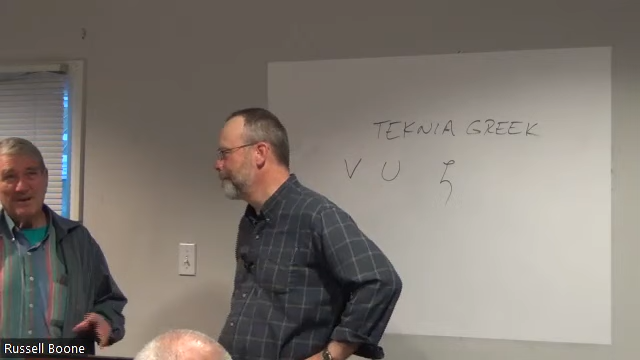 TEKNIA GREEK
ν υ ζ
Russell Boone